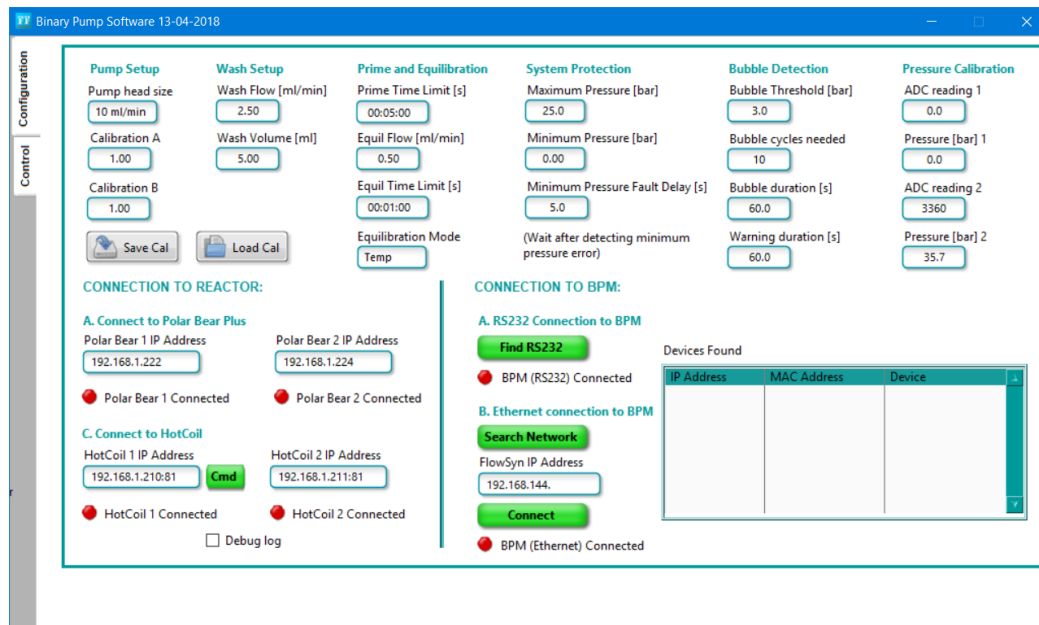 Binary Pump Software 13-04-2018
Configuration
Control
Pump Setup
Pump head size
10 ml/min
Calibration A
1.00
Calibration B
1.00
Save Cal
Load Cal
Wash Setup
Wash Flow [ml/min]
2.50
Wash Volume [ml]
5.00
Prime and Equilibration
Prime Time Limit [s]
00:05:00
Equil Flow [ml/min]
0.50
Equil Time Limit [s]
00:01:00
Equilibration Mode
Temp
System Protection
Maximum Pressure [bar]
25.0
Minimum Pressure [bar]
0.00
Minimum Pressure Fault Delay [s]
5.0
(Wait after detecting minimum
pressure error)
Bubble Detection
Bubble Threshold [bar]
3.0
Bubble cycles needed
10
Bubble duration [s]
60.0
Warning duration [s]
60.0
Pressure Calibration
ADC reading 1
0.0
Pressure [bar] 1
0.0
ADC reading 2
3360
Pressure [bar] 2
35.7
CONNECTION TO REACTOR:
A. Connect to Polar Bear Plus
Polar Bear 1 IP Address
192.168.1.222
Polar Bear 1 Connected
Polar Bear 2 IP Address
192.168.1.224
Polar Bear 2 Connected
C. Connect to HotCoil
HotCoil 1 IP Address
192.168.1.210:81
Cmd
HotCoil 1 Connected
HotCoil 2 IP Address
192.168.1.211:81
HotCoil 2 Connected
Debug log
CONNECTION TO BPM:
A. RS232 Connection to BPM
Find RS232
BPM (RS232) Connected
B. Ethernet connection to BPM
Search Network
FlowSyn IP Address
192.168.144.
Connect
BPM (Ethernet) Connected
Devices Found
IP Address MAC Address Device